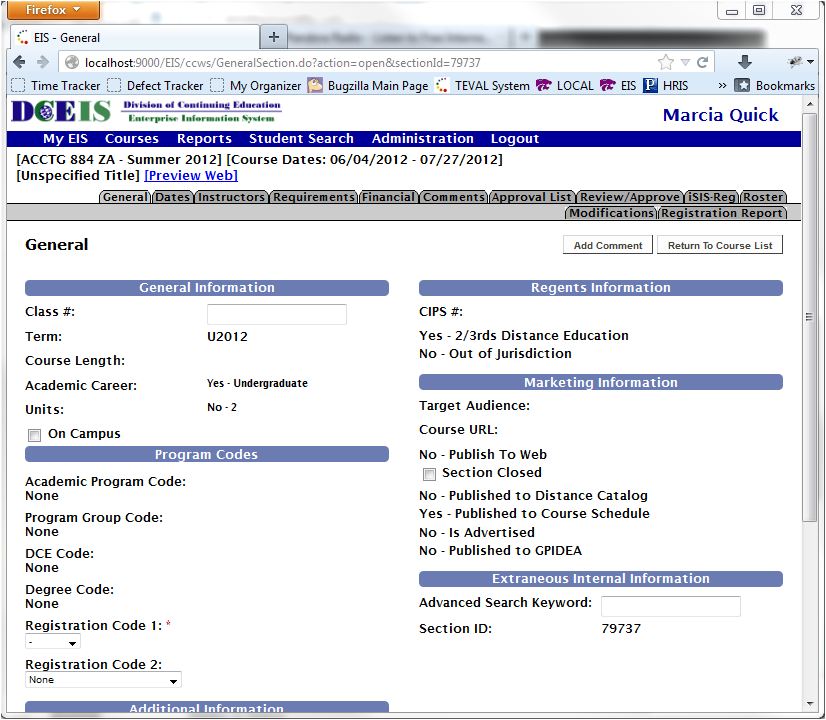 Firefox
EIS - General
localhost:9000/EIS/ccws/GeneralSection.do?action=open&sectionId=79737
Time Tracker Defect Tracker My Organizer Bugzilla Main Page TEVAL System LOCAL EIS HRIS » Bookmarks
DCEIS Division of Continuing Education
Enterprise Information System
Marcia Quick
My EIS Courses Reports Student Search Administration Logout
[ACCTG 884 ZA - Summer 2012] [Course Dates: 06/04/2012 - 07/27/2012]
[Unspecified Title] [Preview Web]
General Dates Instructors Requirements Financial Comments Approval List Review/Approve iSIS-Reg Roster
Modifications Registration Report
General
Add Comment Return To Course List
General Information
Class #:
Term: U2012
Course Length:
Academic Career: Yes - Undergraduate
Units: No - 2
On Campus
Program Codes
Academic Program Code:
None
Program Group Code:
None
DCE Code:
None
Degree Code:
None
Registration Code 1: *
-
Registration Code 2:
None
Additional Information
Regents Information
CIPS #:
Yes - 2/3rds Distance Education
No - Out of Jurisdiction
Marketing Information
Target Audience:
Course URL:
No - Publish To Web
Section Closed
No - Published to Distance Catalog
Yes - Published to Course Schedule
No - Is Advertised
No - Published to GPIDEA
Extraneous Internal Information
Advanced Search Keyword:
Section ID: 79737